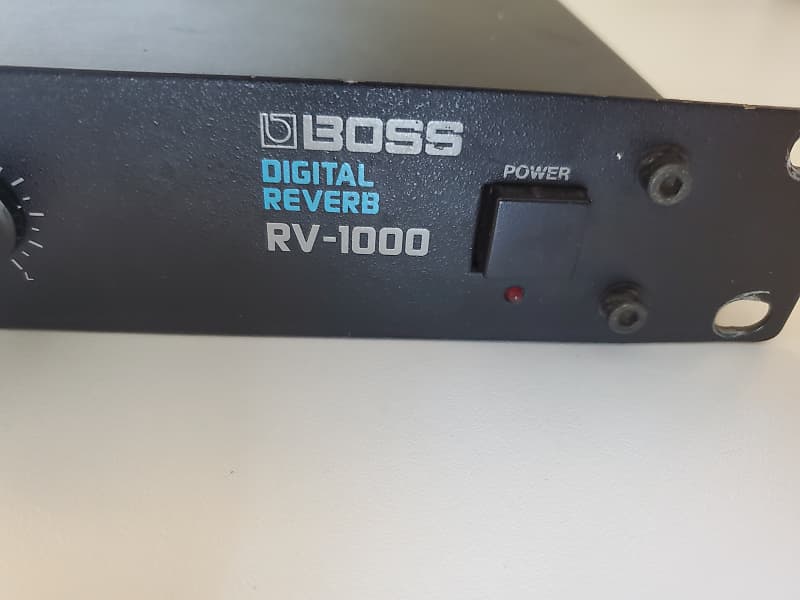 BOSS
DIGITAL
REVERB
RV-1000
POWER